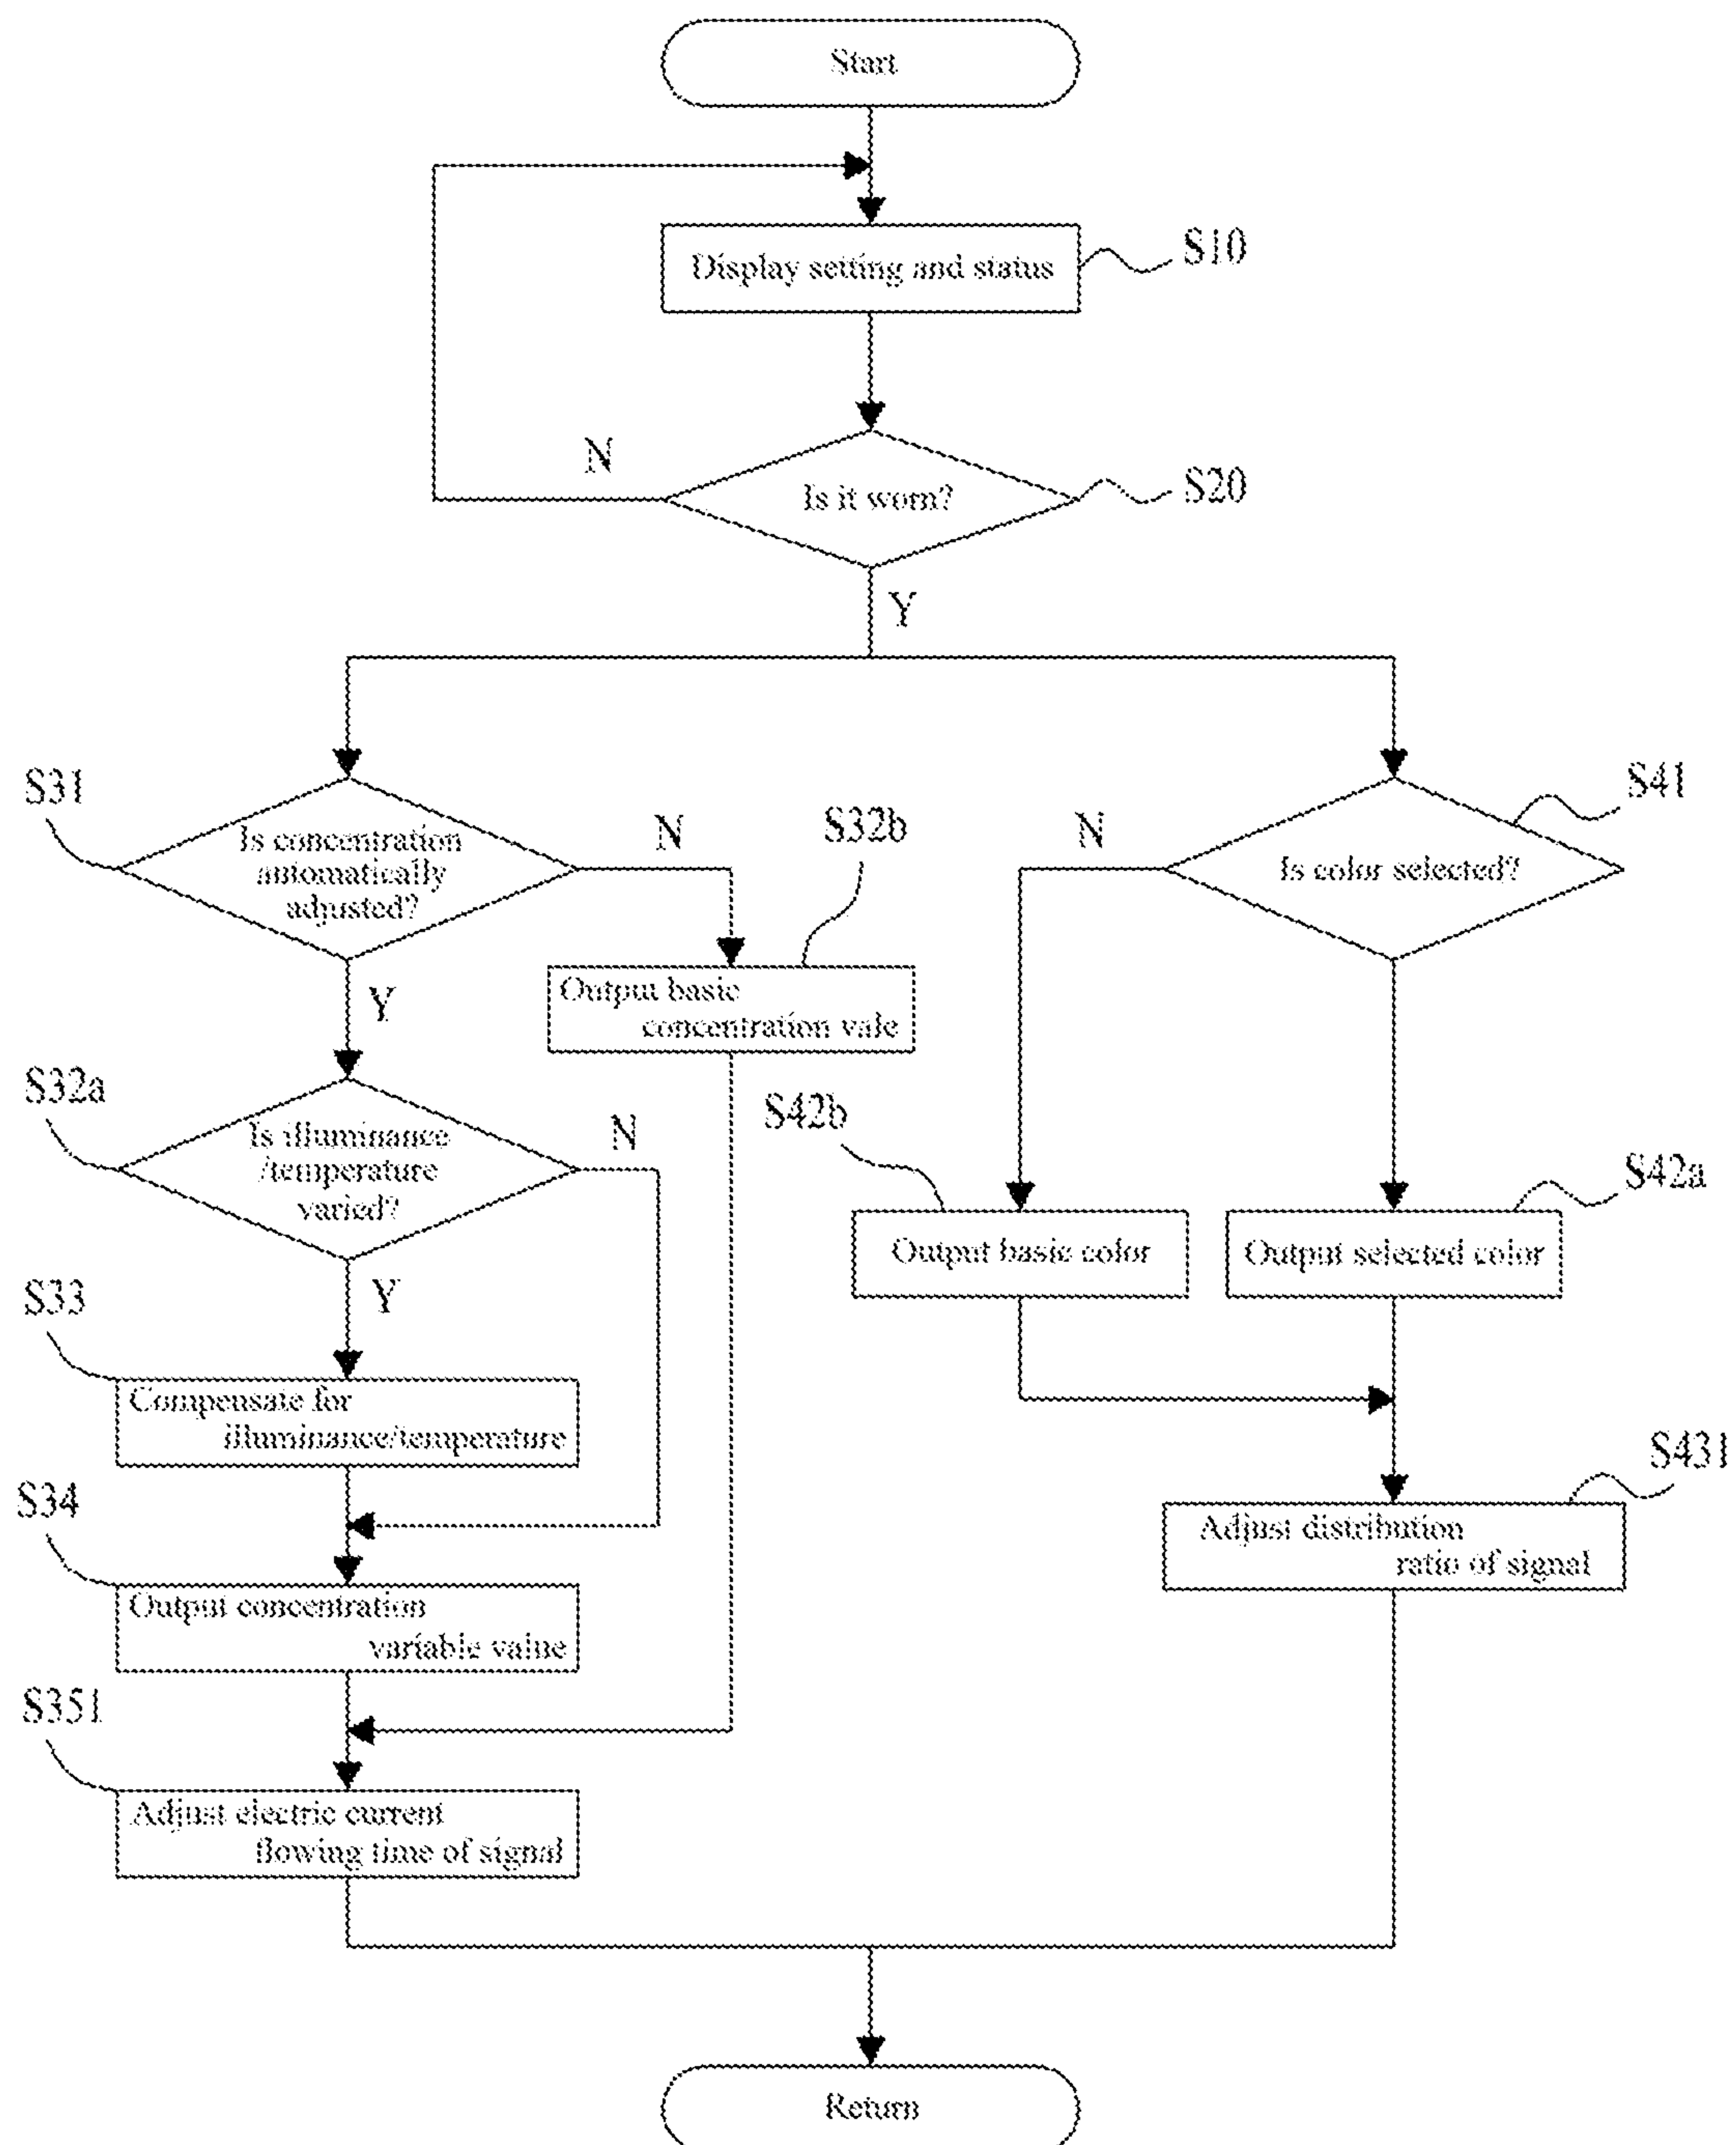 Start
Display setting and status
S10
N
Is it worn?
S20
Y
S31
Is concentration
automatically
adjusted?
N
S32b
Output basic
concentration vale
Y
S32a
Is illuminance
/temperature
varied?
N
Y
S33
Compensate for
illuminance/temperature
S34
Output concentration
variable value
S351
Adjust electric current
flowing time of signal
S41
Is color selected?
N
S42b
Output basic color
S42a
Output selected color
S431
Adjust distribution
ratio of signal
Return